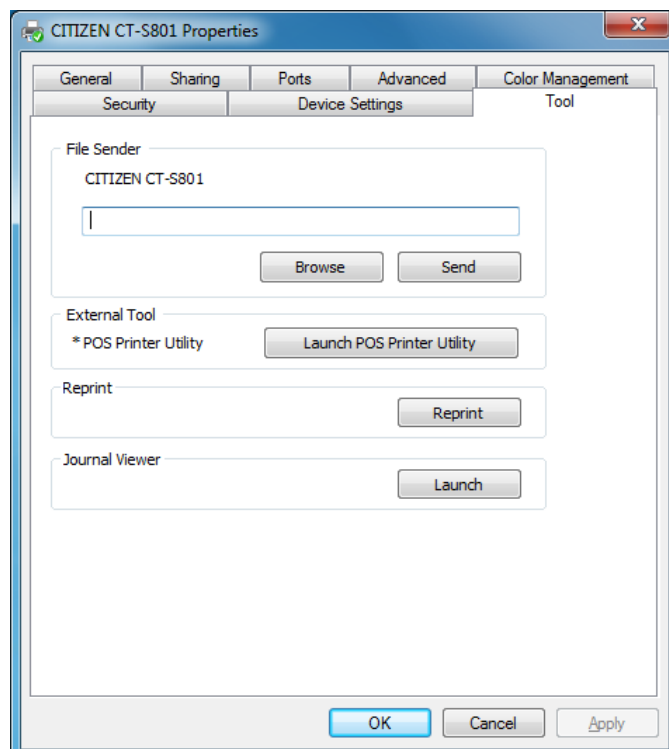 CITIZEN CT-S801 Properties
General Sharing Ports Advanced Color Management
Security Device Settings Tool
File Sender
CITIZEN CT-S801
Browse Send
External Tool
* POS Printer Utility Launch POS Printer Utility
Reprint
Reprint
Journal Viewer
Launch
OK Cancel Apply